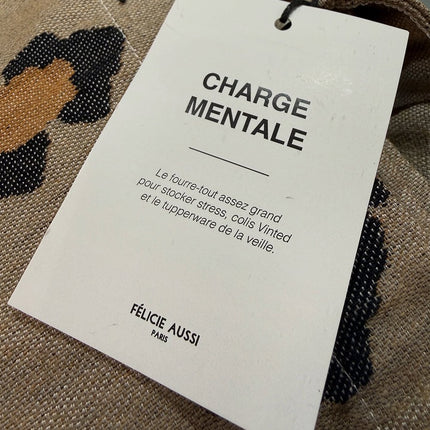 CHARGE
MENTALE
Le fourre-tout assez grand
pour stocker stress, colis Vinted
et le tupperware de la veille.
FÉLICIE AUSSI
PARIS